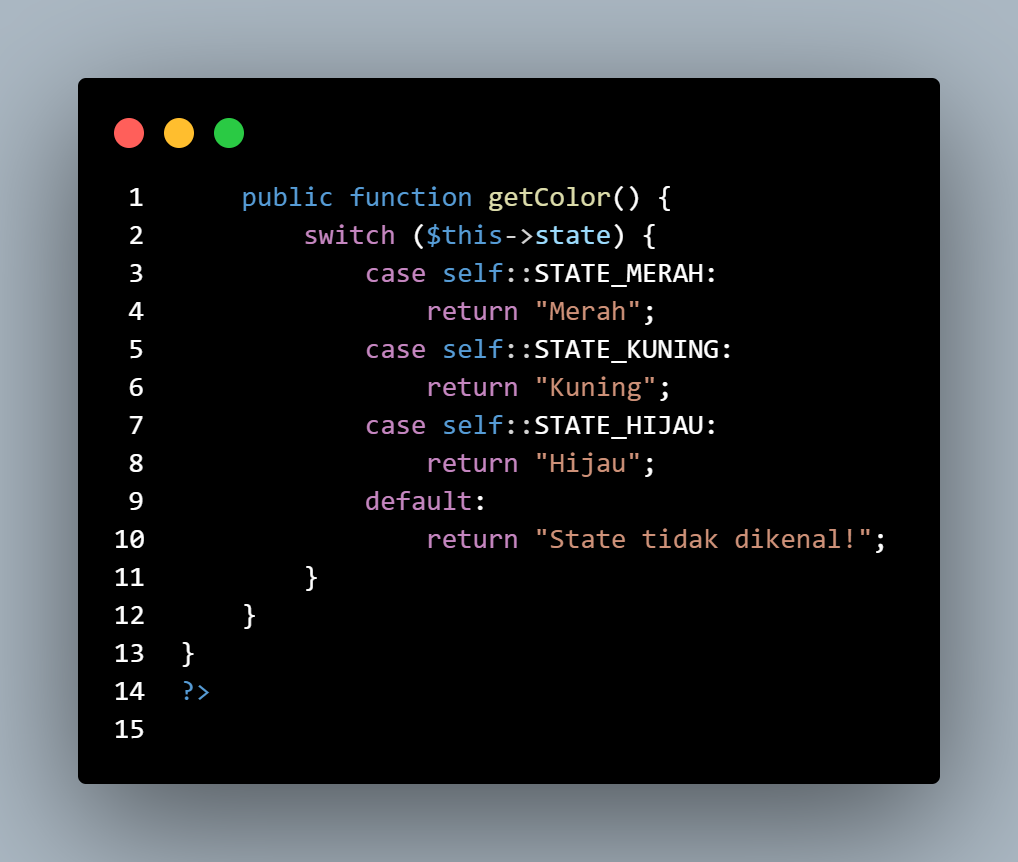 1 public function getColor() {
2 switch ($this->state) {
3 case self::STATE_MERAH:
4 return "Merah";
5 case self::STATE_KUNING:
6 return "Kuning";
7 case self::STATE_HIJAU:
8 return "Hijau";
9 default:
10 return "State tidak dikenal!";
11 }
12 }
13 }
14 ?>
15